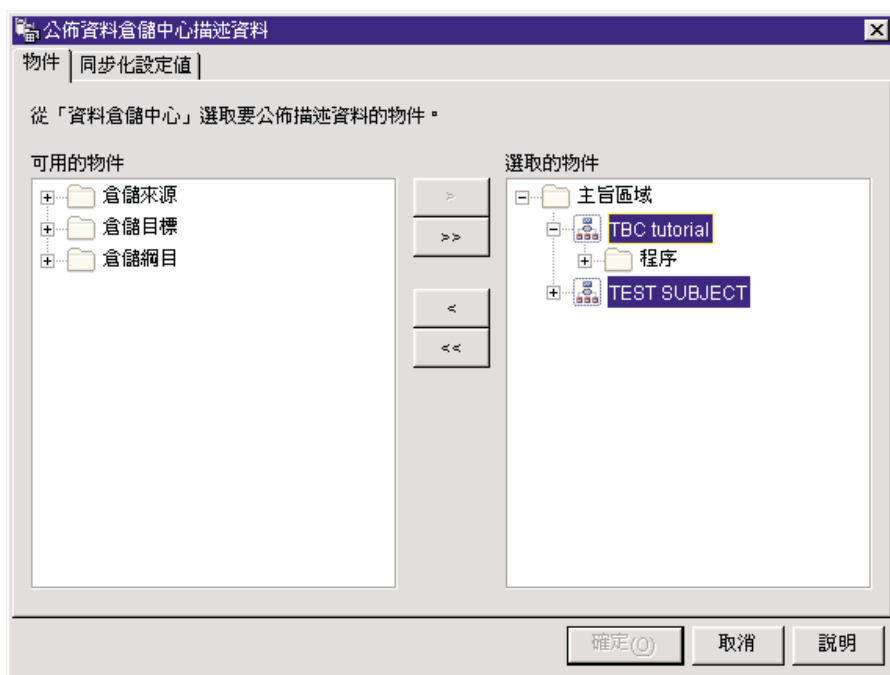 公佈資料倉儲中心描述資料
物件 同步化設定值
從「資料倉儲中心」選取要公佈描述資料的物件。
可用的物件
倉儲來源
倉儲目標
倉儲綱目
>
>>
<
<<
選取的物件
主旨區域
TBC tutorial
程序
TEST SUBJECT
確定(O) 取消 說明